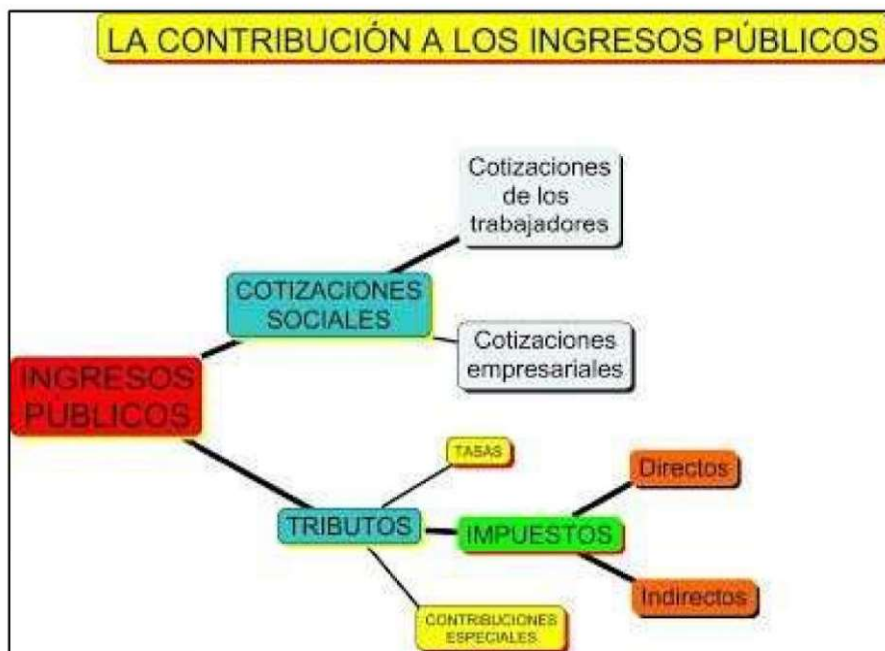 LA CONTRIBUCIÓN A LOS INGRESOS PÚBLICOS
Cotizaciones
de los
trabajadores
COTIZACIONES
SOCIALES
Cotizaciones
empresariales
INGRESOS
PUBLICOS
TASAS
Directos
TRIBUTOS
IMPUESTOS
Indirectos
CONTRIBUCIONES
ESPECIALES